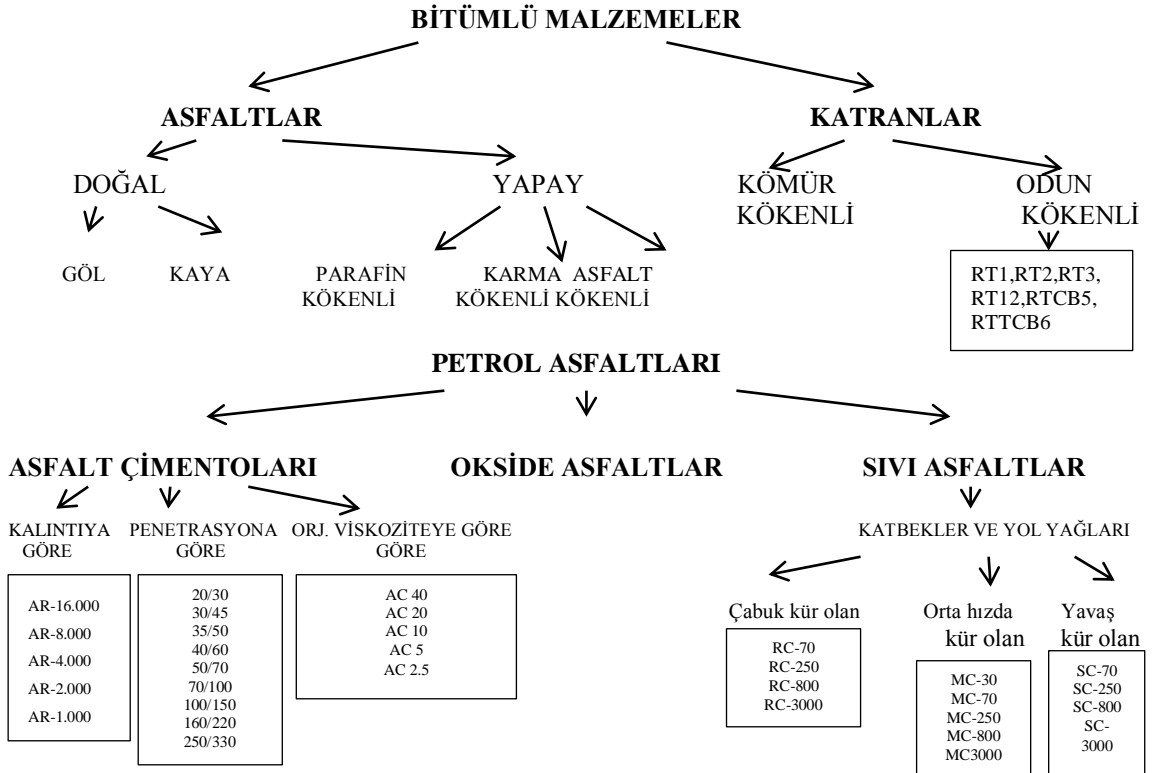 BİTÜMLÜ MALZEMELER
ASFALTLAR
KATRANLAR
DOĞAL
YAPAY
KÖMÜR
KÖKENLİ
ODUN
KÖKENLİ
GÖL
KAYA
PARAFİN
KÖKENLİ
KARMA ASFALT
KÖKENLİ KÖKENLİ
RT1,RT2,RT3,
RT12,RTCB5,
RTTCB6
PETROL ASFALTLARI
ASFALT ÇİMENTOLARI
OKSİDE ASFALTLAR
SIVI ASFALTLAR
KALINTIYA
GÖRE
PENETRASYONA
GÖRE
ORJ. VİSKOZİTEYE GÖRE
GÖRE
KATBEKLER VE YOL YAĞLARI
AR-16.000
AR-8.000
AR-4.000
AR-2.000
AR-1.000
20/30
30/45
35/50
40/60
50/70
70/100
100/150
160/220
250/330
AC 40
AC 20
AC 10
AC 5
AC 2.5
Çabuk kür olan
RC-70
RC-250
RC-800
RC-3000
Orta hızda
kür olan
MC-30
MC-70
MC-250
MC-800
MC3000
Yavaş
kür olan
SC-70
SC-250
SC-800
SC-
3000